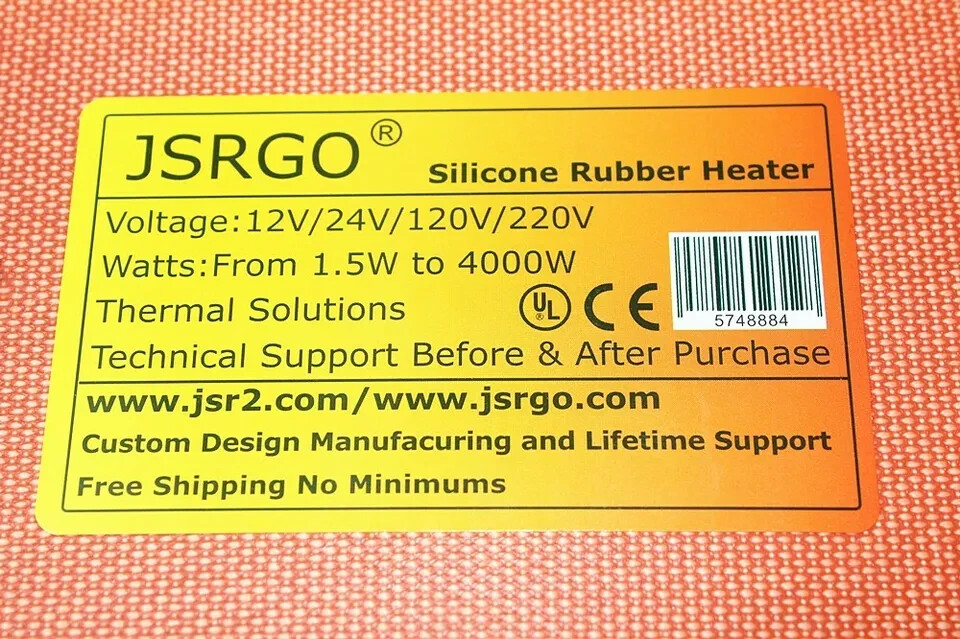 JSRGO®
Silicone Rubber Heater
Voltage:12V/24V/120V/220V
Watts:From 1.5W to 4000W
Thermal Solutions
UL® CE
5748884
Technical Support Before & After Purchase
www.jsr2.com/www.jsrgo.com
Custom Design Manufacuring and Lifetime Support
Free Shipping No Minimums